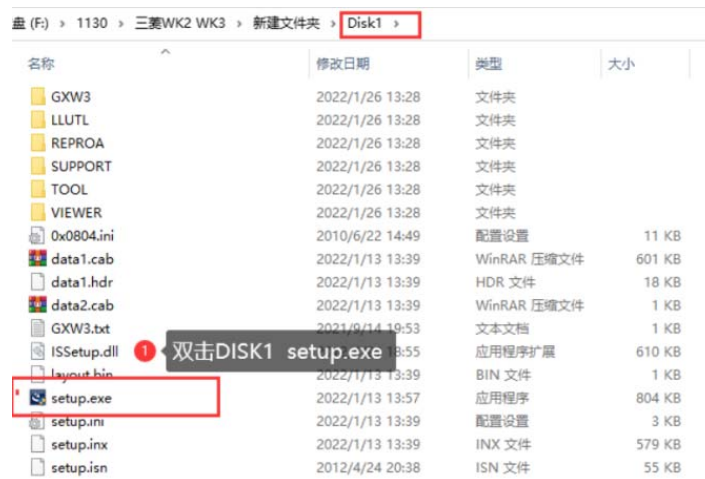 盘 (F:) › 1130 › 三菱WK2 WK3 › 新建文件夹 › Disk1 ›
名称 修改日期 类型 大小
GXW3 2022/1/26 13:28 文件夹
LLUTL 2022/1/26 13:28 文件夹
REPROA 2022/1/26 13:28 文件夹
SUPPORT 2022/1/26 13:28 文件夹
TOOL 2022/1/26 13:28 文件夹
VIEWER 2022/1/26 13:28 文件夹
0x0804.ini 2010/6/22 14:49 配置设置 11 KB
data1.cab 2022/1/13 13:39 WinRAR 压缩文件 601 KB
data1.hdr 2022/1/13 13:39 HDR 文件 18 KB
data2.cab 2022/1/13 13:39 WinRAR 压缩文件 1 KB
GXW3.txt 2021/9/14 19:53 文本文档 1 KB
ISSetup.dll 1 双击DISK1 setup.exe 18:55 应用程序扩展 610 KB
layout.bin 2022/1/13 13:39 BIN 文件 1 KB
setup.exe 2022/1/13 13:57 应用程序 804 KB
setup.ini 2022/1/13 13:39 配置设置 3 KB
setup.inx 2022/1/13 13:39 INX 文件 579 KB
setup.isn 2012/4/24 20:38 ISN 文件 55 KB